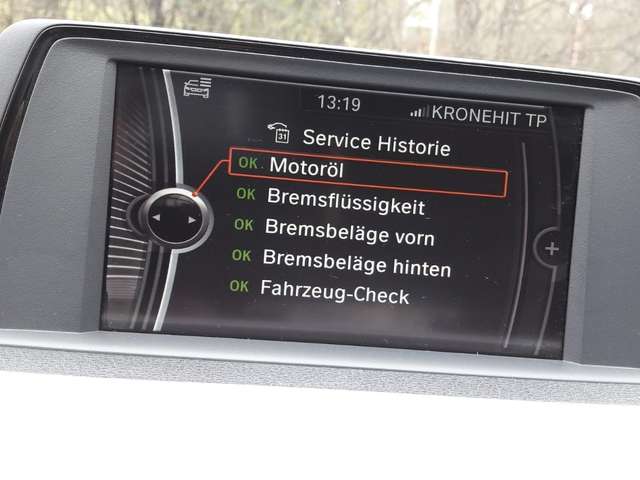 13:19 KRONEHIT TP
31
Service Historie
OK Motoröl
OK Bremsflüssigkeit
OK Bremsbeläge vorn
OK Bremsbeläge hinten
OK Fahrzeug-Check